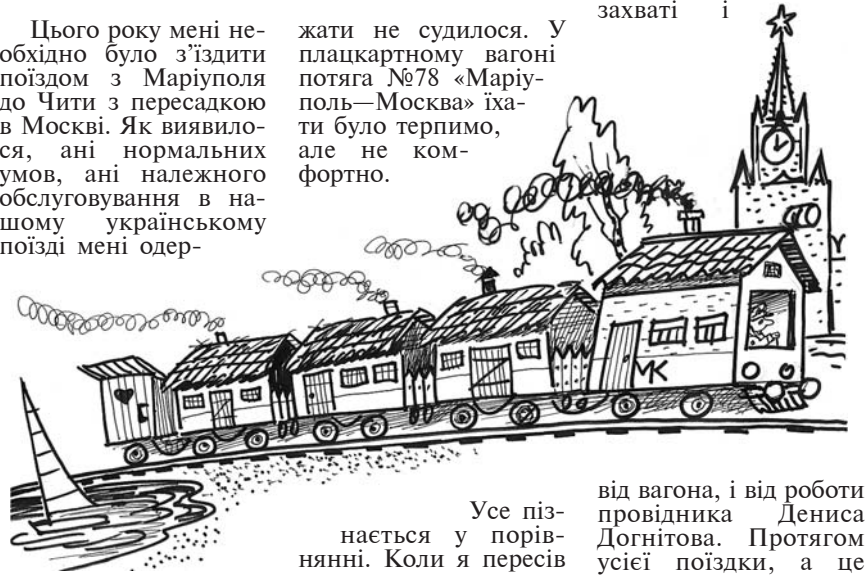 Цього року мені не-
обхідно було з’їздити
поїздом з Маріуполя
до Чити з пересадкою
в Москві. Як виявило-
ся, ані нормальних
умов, ані належного
обслуговування в на-
шому українському
поїзді мені одер-
жати не судилося. У
плацкартному вагоні
потяга №78 «Маріу-
поль—Москва» їха-
ти було терпимо,
але не ком-
фортно.
Усе піз-
нається у порів-
нянні. Коли я пересів
захваті і
від вагона, і від роботи
провідника Дениса
Догнітова. Протягом
усієї поїздки, а це
МК